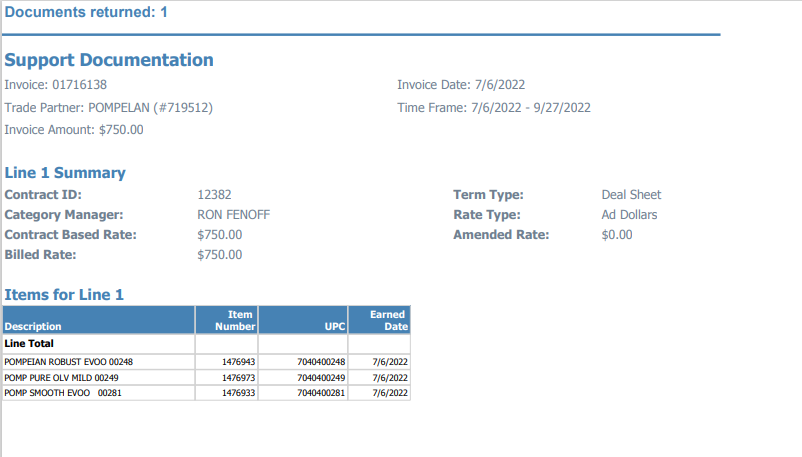 Documents returned: 1
Support Documentation
Invoice: 01716138 Invoice Date: 7/6/2022
Trade Partner: POMPELAN (#719512) Time Frame: 7/6/2022 - 9/27/2022
Invoice Amount: $750.00
Line 1 Summary
Contract ID: 12382 Term Type: Deal Sheet
Category Manager: RON FENOFF Rate Type: Ad Dollars
Contract Based Rate: $750.00 Amended Rate: $0.00
Billed Rate: $750.00
Items for Line 1
Description Item Number UPC Earned Date
Line Total
POMPEIAN ROBUST EVOO 00248 1476943 7040400248 7/6/2022
POMP PURE OLV MILD 00249 1476973 7040400249 7/6/2022
POMP SMOOTH EVOO 00281 1476933 7040400281 7/6/2022